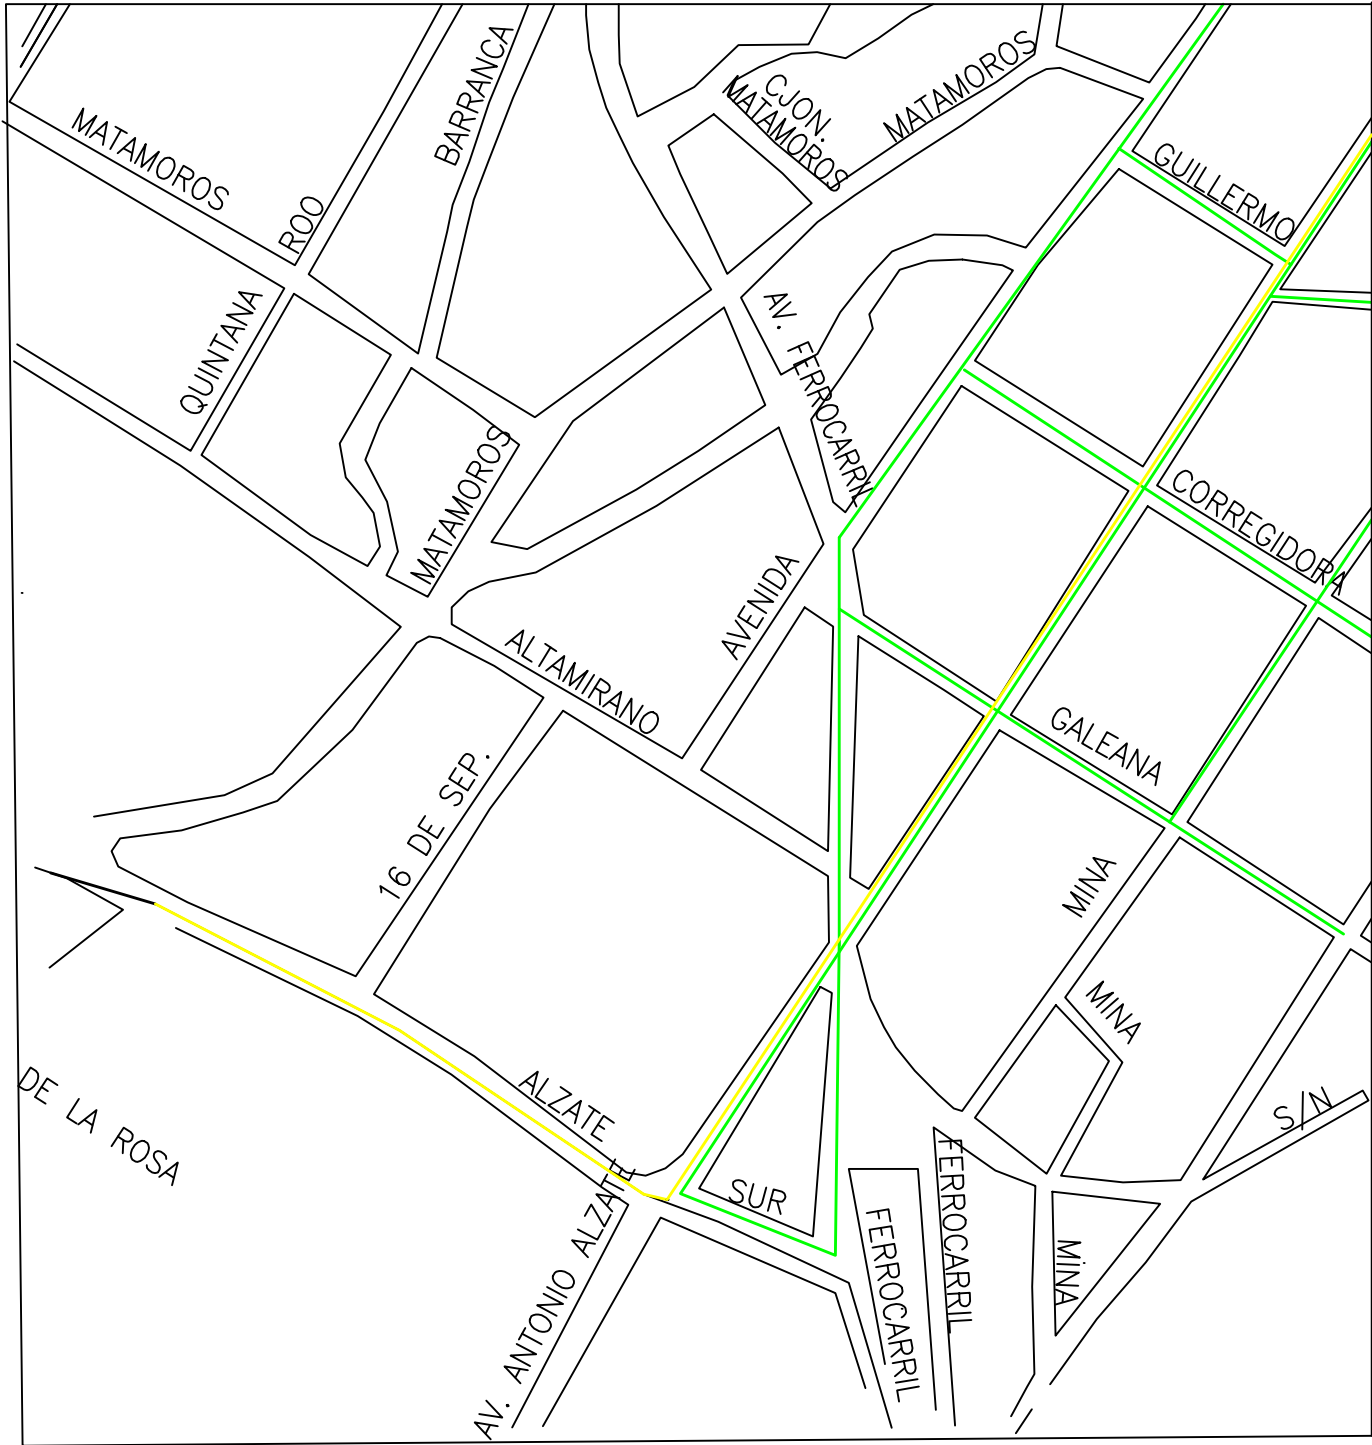 BARRANCA
MATAMOROS
CJON.
MATAMOROS
MATAMOROS
GUILLERMO
ROO
QUINTANA
AV. FERROCARRIL
MATAMOROS
CORREGIDORA
AVENIDA
ALTAMIRANO
GALEANA
16 DE SEP.
MINA
MINA
DE LA ROSA
ALZATE
S/N
SUR
FERROCARRIL
FERROCARRIL
MINA
AV. ANTONIO ALZATE